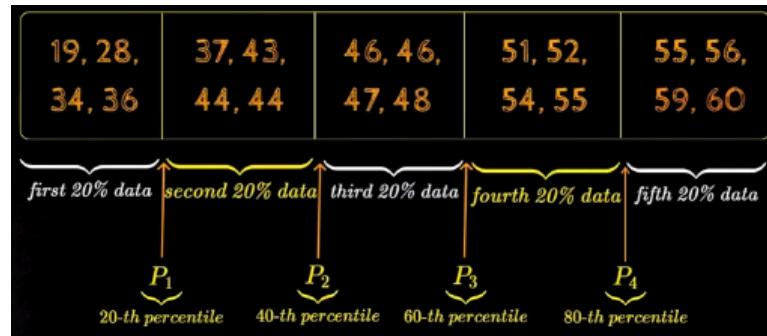 19, 28, 37, 43, 46, 46, 51, 52, 55, 56,
34, 36 44, 44 47, 48 54, 55 59, 60
first 20% data second 20% data third 20% data fourth 20% data fifth 20% data
P₁ P₂ P₃ P₄
20-th percentile 40-th percentile 60-th percentile 80-th percentile